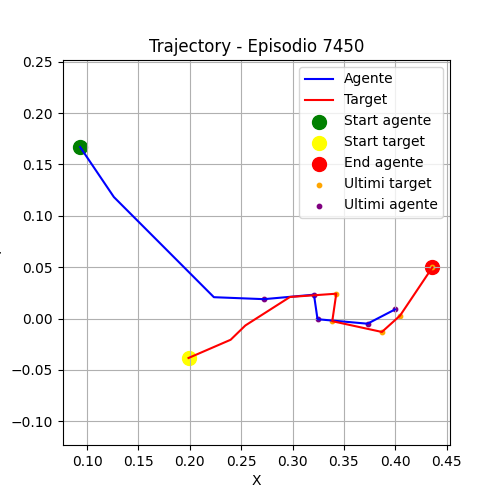 Trajectory - Episodio 7450
Agente
Target
Start agente
Start target
End agente
Ultimi target
Ultimi agente
0.25
0.20
0.15
0.10
0.05
0.00
−0.05
−0.10
0.10 0.15 0.20 0.25 0.30 0.35 0.40 0.45
X